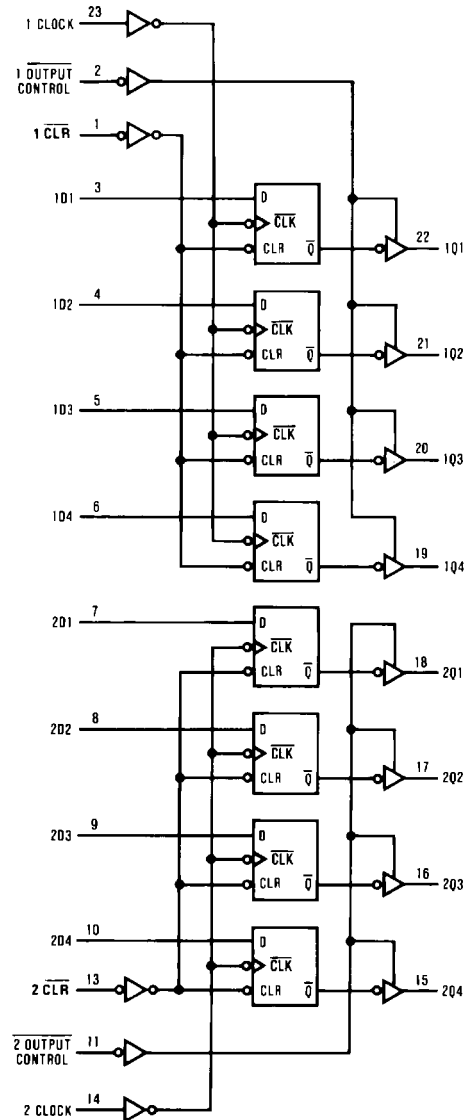 23
1 CLOCK
2
1 OUTPUT
CONTROL
1
1 CLR
3
1D1
D
CLK
CLR Q̄
22
1Q1
4
1D2
D
CLK
CLR Q̄
21
1Q2
5
1D3
D
CLK
CLR Q̄
20
1Q3
6
1D4
D
CLK
CLR Q̄
19
1Q4
7
2D1
D
CLK
CLR Q̄
18
2Q1
8
2D2
D
CLK
CLR Q̄
17
2Q2
9
2D3
D
CLK
CLR Q̄
16
2Q3
10
2D4
D
CLK
13
2 CLR
CLR Q̄
15
2Q4
11
2 OUTPUT
CONTROL
14
2 CLOCK